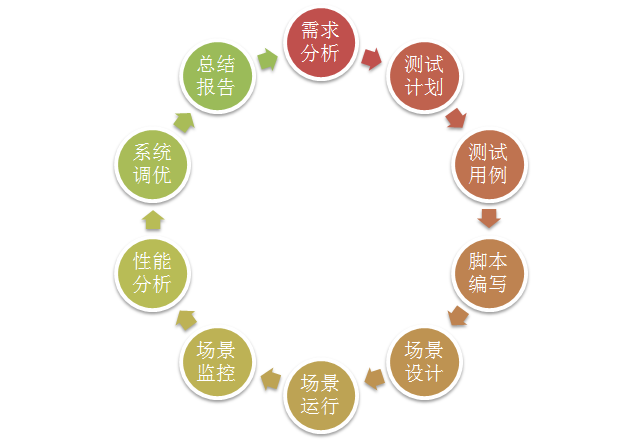 需求
分析
测试
计划
测试
用例
脚本
编写
场景
设计
场景
运行
场景
监控
性能
分析
系统
调优
总结
报告